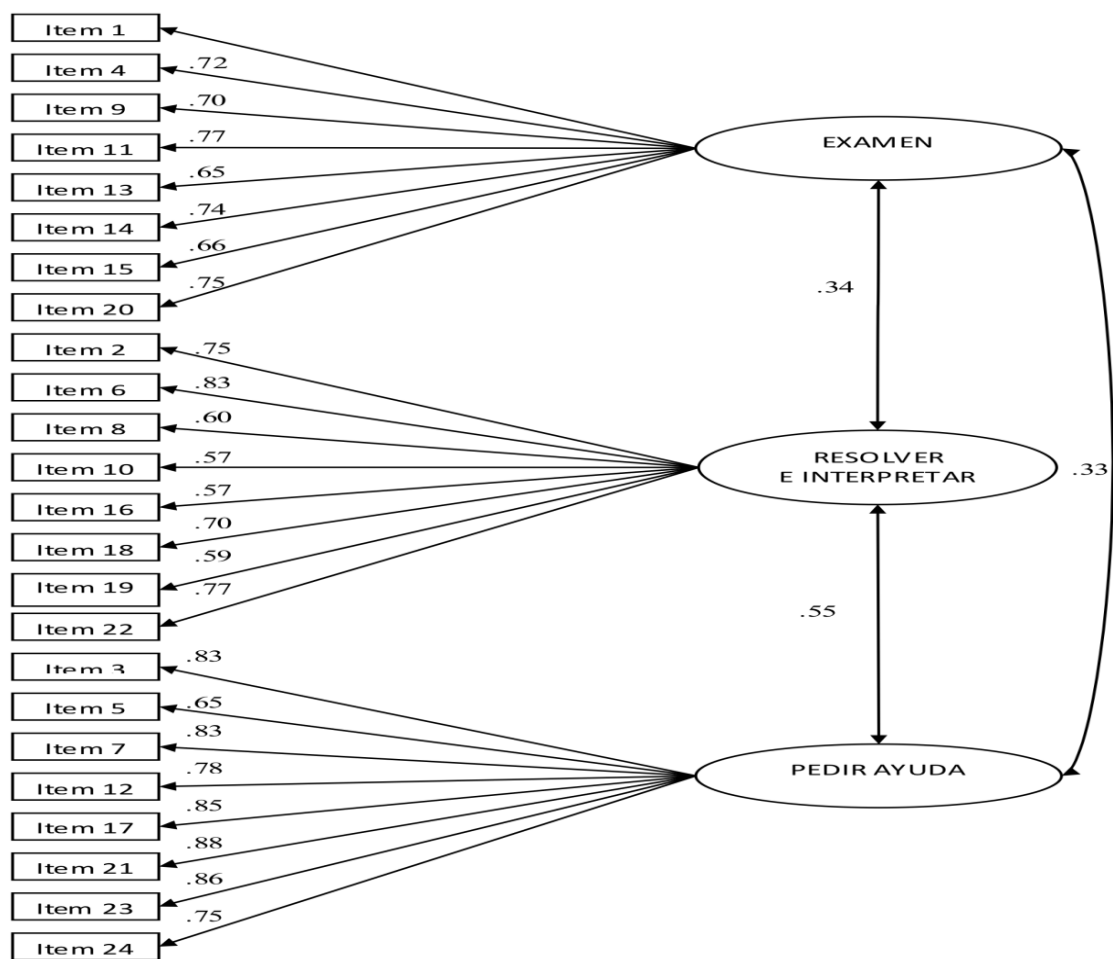 Item 1
Item 4
.72
Item 9
.70
Item 11
.77
Item 13
.65
Item 14
.74
Item 15
.66
Item 20
.75
EXAMEN
.34
Item 2
.75
Item 6
.83
Item 8
.60
Item 10
.57
Item 16
.57
Item 18
.70
Item 19
.59
Item 22
.77
RESOLVER
E INTERPRETAR
.33
.55
Item 3
.83
Item 5
.65
Item 7
.83
Item 12
.78
Item 17
.85
Item 21
.88
Item 23
.86
Item 24
.75
PEDIR AYUDA